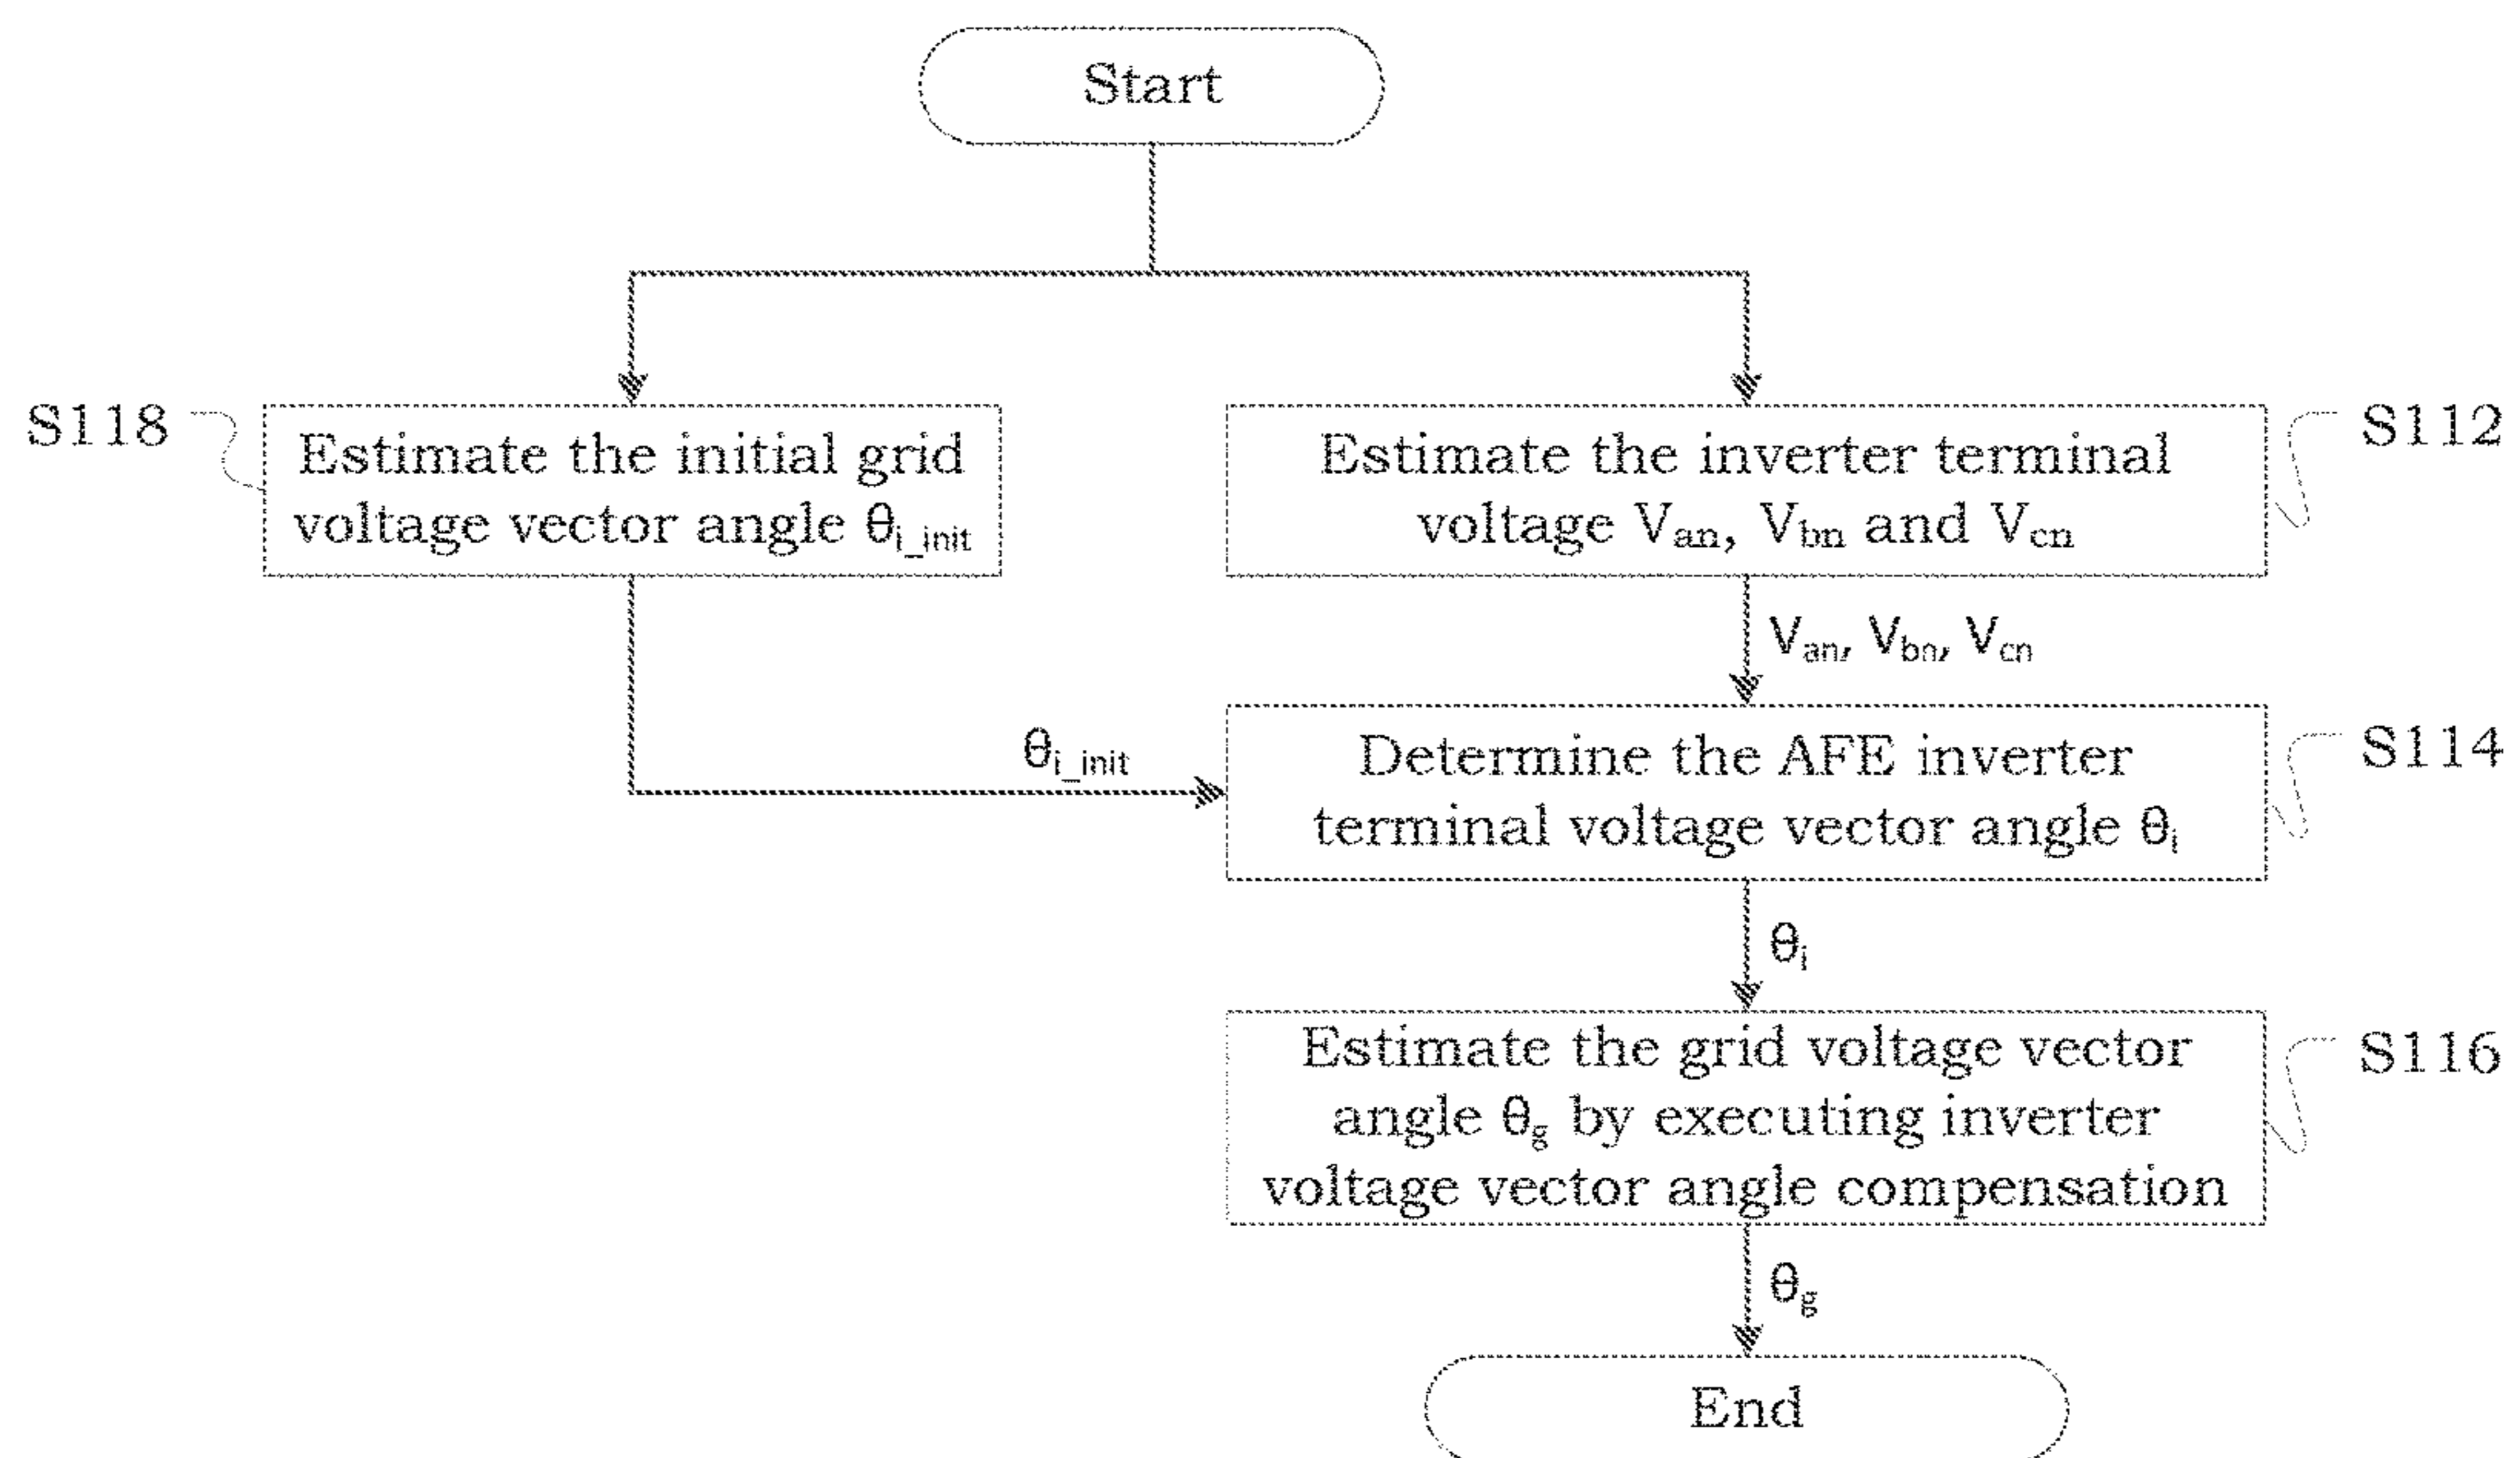 Start
S118
Estimate the initial grid
voltage vector angle θi_init
Estimate the inverter terminal
voltage Van, Vbn and Vcn
S112
Van, Vbn, Vcn
θi_init
Determine the AFE inverter
terminal voltage vector angle θi
S114
θi
Estimate the grid voltage vector
angle θg by executing inverter
voltage vector angle compensation
S116
θg
End